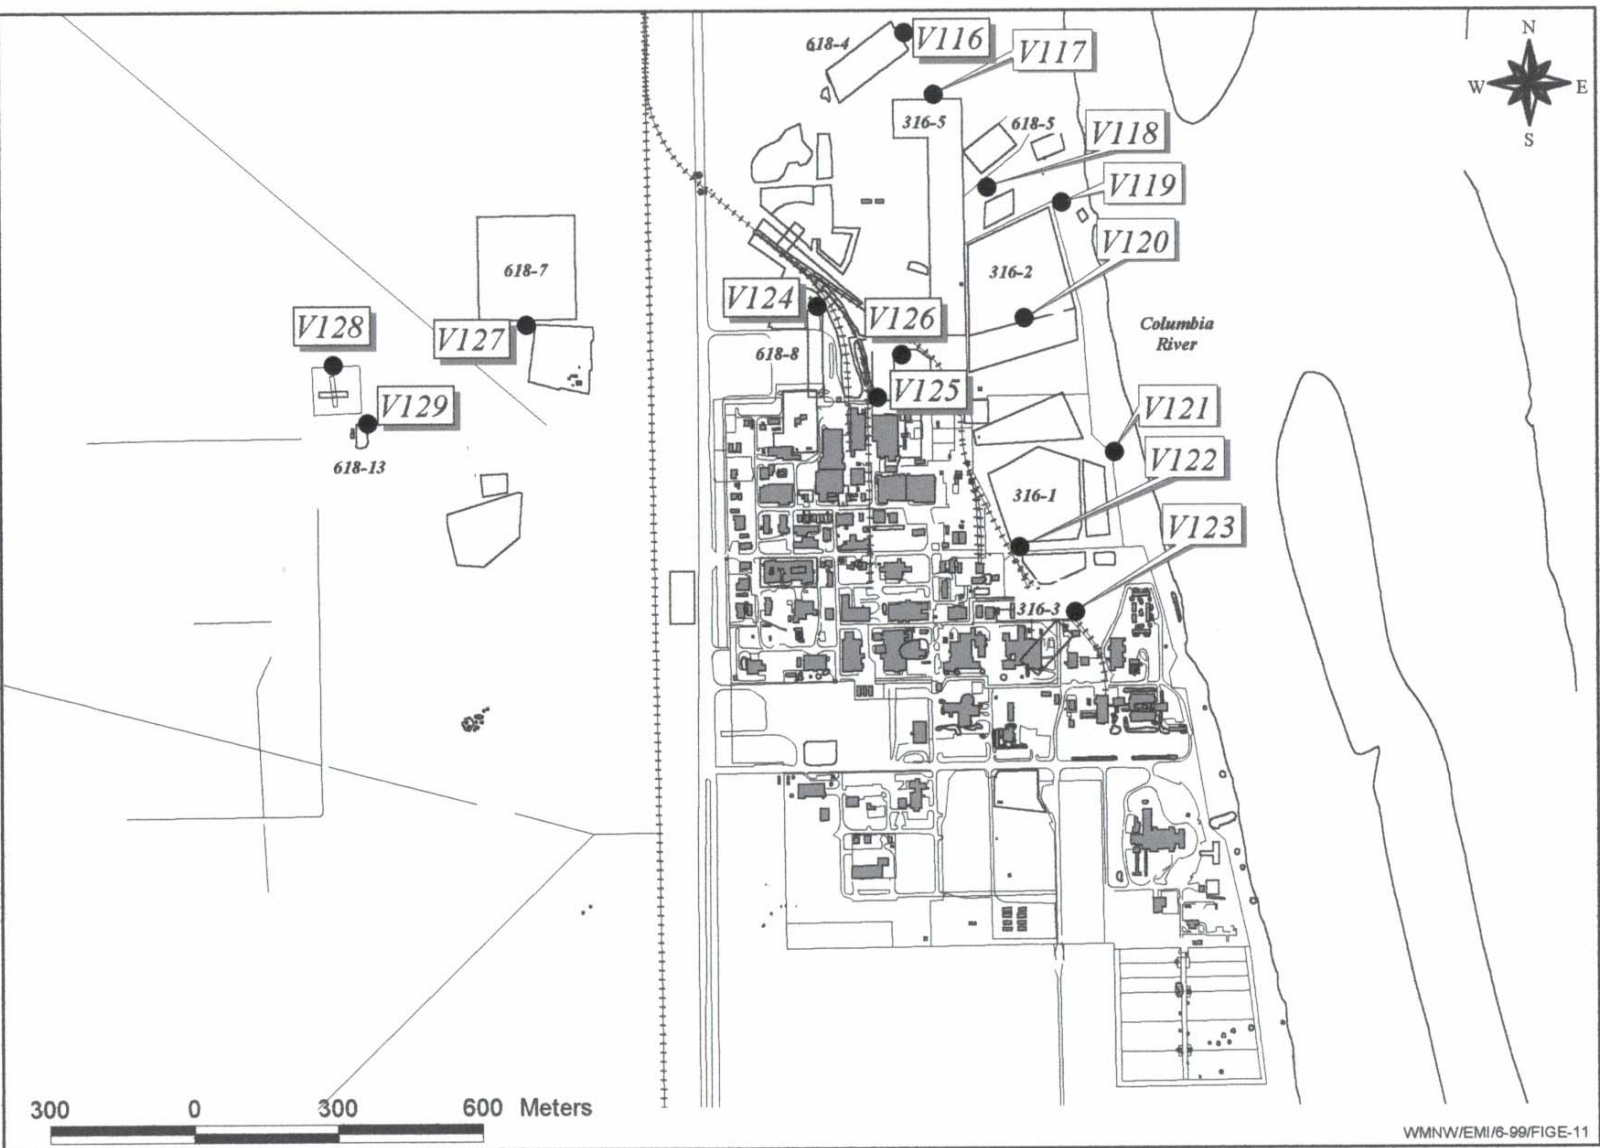 N
W E
S
618-4
V116
V117
316-5
618-5
V118
V119
V120
316-2
618-7
V124
V126
V128
V127
Columbia
River
618-8
V125
V129
V121
618-13
V122
316-1
V123
316-3
300 0 300 600 Meters
WMNW/EMI/6-99/FIGE-11